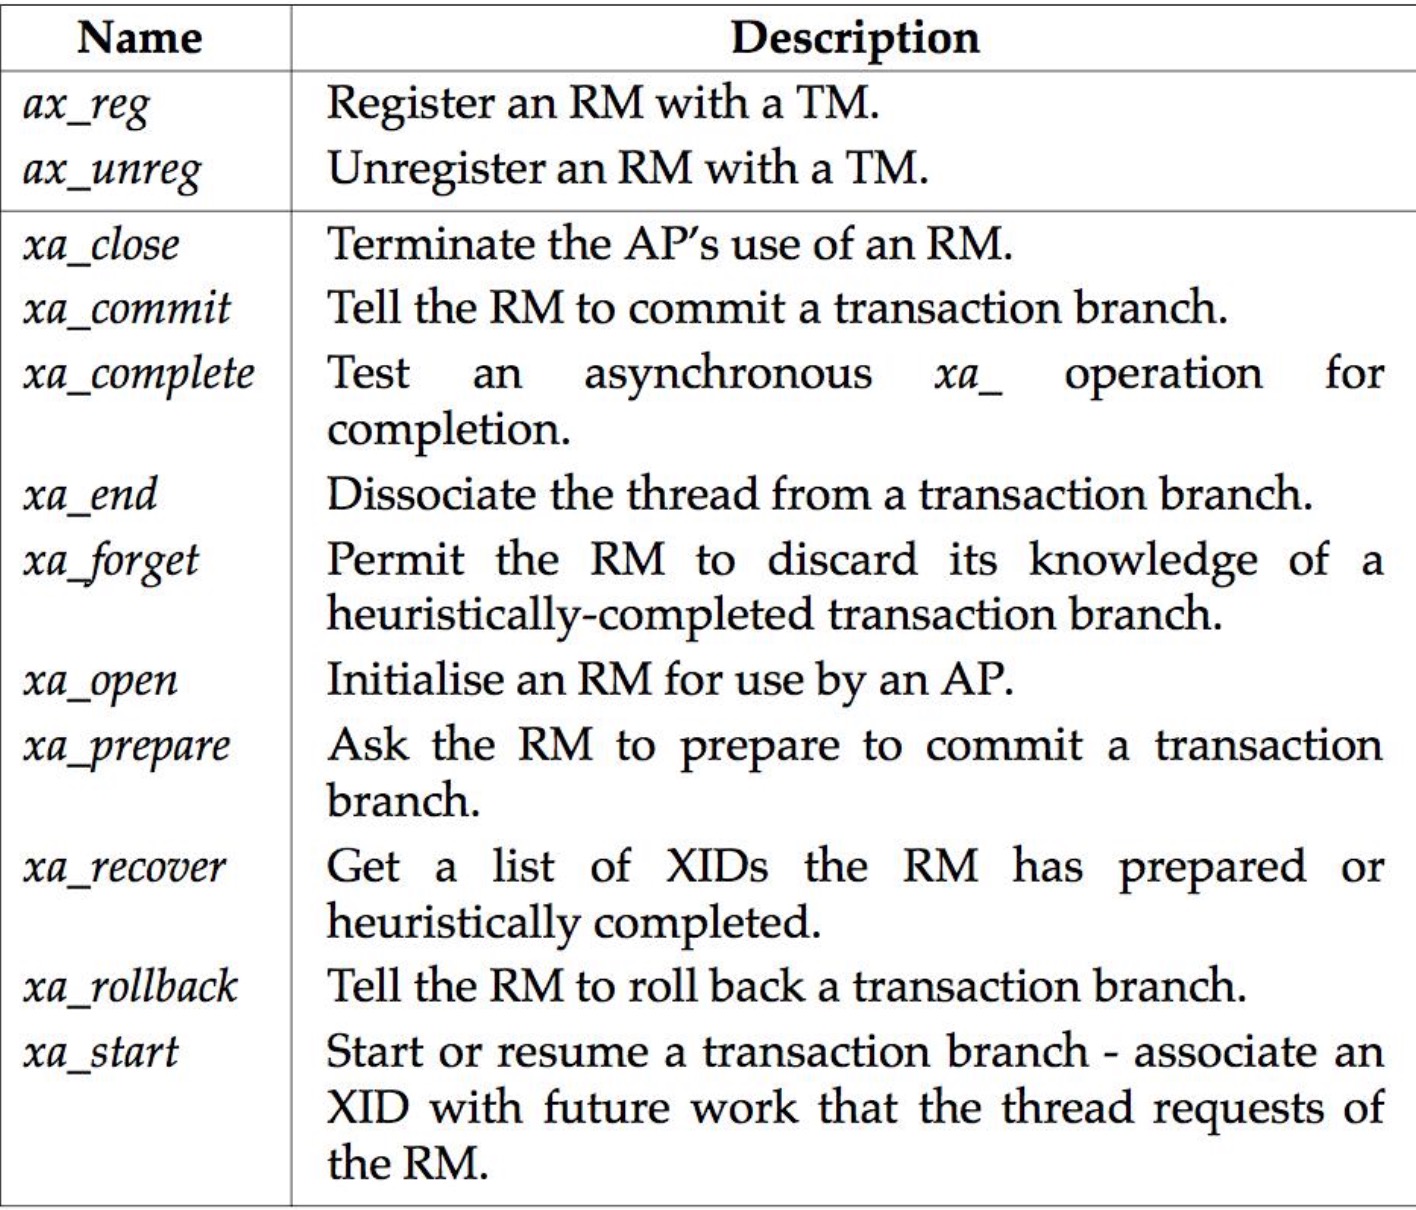 Name Description
ax_reg Register an RM with a TM.
ax_unreg Unregister an RM with a TM.
xa_close Terminate the AP's use of an RM.
xa_commit Tell the RM to commit a transaction branch.
xa_complete Test an asynchronous xa_ operation for
completion.
xa_end Dissociate the thread from a transaction branch.
xa_forget Permit the RM to discard its knowledge of a
heuristically-completed transaction branch.
xa_open Initialise an RM for use by an AP.
xa_prepare Ask the RM to prepare to commit a transaction
branch.
xa_recover Get a list of XIDs the RM has prepared or
heuristically completed.
xa_rollback Tell the RM to roll back a transaction branch.
xa_start Start or resume a transaction branch - associate an
XID with future work that the thread requests of
the RM.